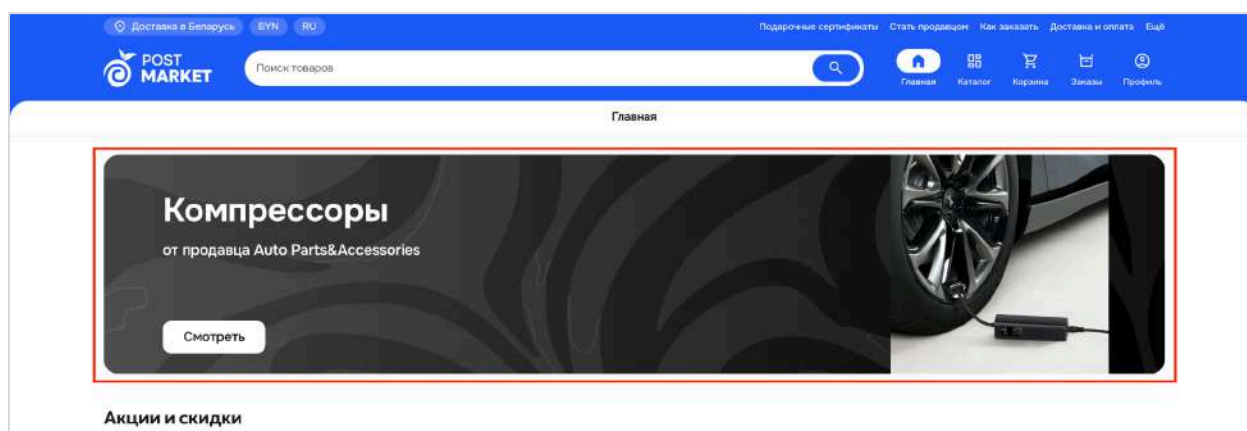 Доставка в Беларусь BYN RU Подарочные сертификаты Стать продавцом Как заказать Доставка и оплата Ещё
POST
MARKET
Поиск товаров
Главная Каталог Корзина Заказы Профиль
Главная
Компрессоры
от продавца Auto Parts&Accessories
Смотреть
Акции и скидки